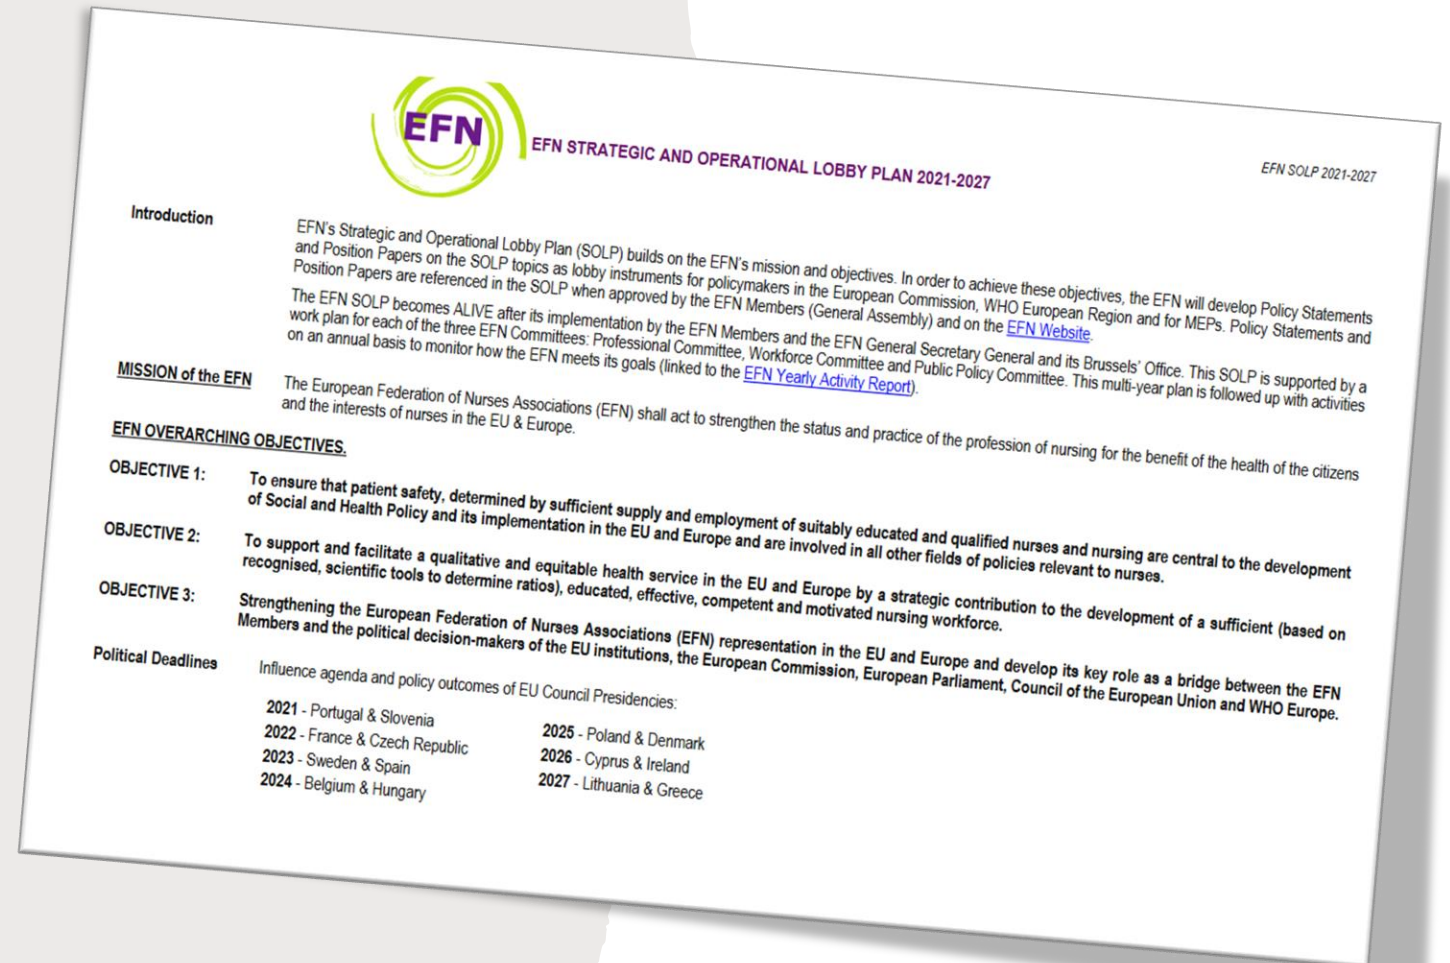 EFN
EFN STRATEGIC AND OPERATIONAL LOBBY PLAN 2021-2027
EFN SOLP 2021-2027
Introduction
EFN's Strategic and Operational Lobby Plan (SOLP) builds on the EFN's mission and objectives. In order to achieve these objectives, the EFN will develop Policy Statements
and Position Papers on the SOLP topics as lobby instruments for policymakers in the European Commission, WHO European Region and for MEPs. Policy Statements and
Position Papers are referenced in the SOLP when approved by the EFN Members (General Assembly) and on the EFN Website.
The EFN SOLP becomes ALIVE after its implementation by the EFN Members and the EFN General Secretary General and its Brussels' Office. This SOLP is supported by a
work plan for each of the three EFN Committees: Professional Committee, Workforce Committee and Public Policy Committee. This multi-year plan is followed up with activities
on an annual basis to monitor how the EFN meets its goals (linked to the EFN Yearly Activity Report).
MISSION of the EFN
The European Federation of Nurses Associations (EFN) shall act to strengthen the status and practice of the profession of nursing for the benefit of the health of the citizens
and the interests of nurses in the EU & Europe.
EFN OVERARCHING OBJECTIVES.
OBJECTIVE 1:
To ensure that patient safety, determined by sufficient supply and employment of suitably educated and qualified nurses and nursing are central to the development
of Social and Health Policy and its implementation in the EU and Europe and are involved in all other fields of policies relevant to nurses.
OBJECTIVE 2:
To support and facilitate a qualitative and equitable health service in the EU and Europe by a strategic contribution to the development of a sufficient (based on
recognised, scientific tools to determine ratios), educated, effective, competent and motivated nursing workforce.
OBJECTIVE 3:
Strengthening the European Federation of Nurses Associations (EFN) representation in the EU and Europe and develop its key role as a bridge between the EFN
Members and the political decision-makers of the EU institutions, the European Commission, European Parliament, Council of the European Union and WHO Europe.
Political Deadlines
Influence agenda and policy outcomes of EU Council Presidencies:
2021 - Portugal & Slovenia
2022 - France & Czech Republic
2023 - Sweden & Spain
2024 - Belgium & Hungary
2025 - Poland & Denmark
2026 - Cyprus & Ireland
2027 - Lithuania & Greece